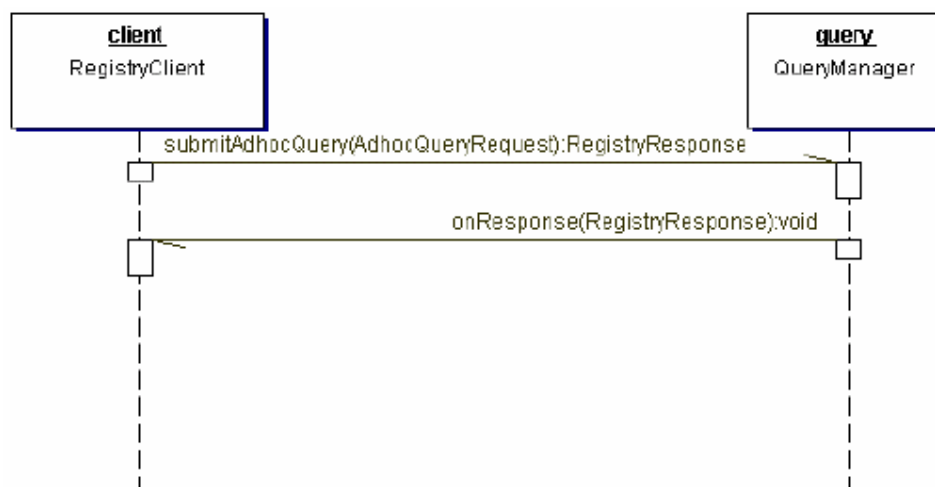 client
RegistryClient
query
QueryManager
submitAdhocQuery(AdhocQueryRequest):RegistryResponse
onResponse(RegistryResponse):void